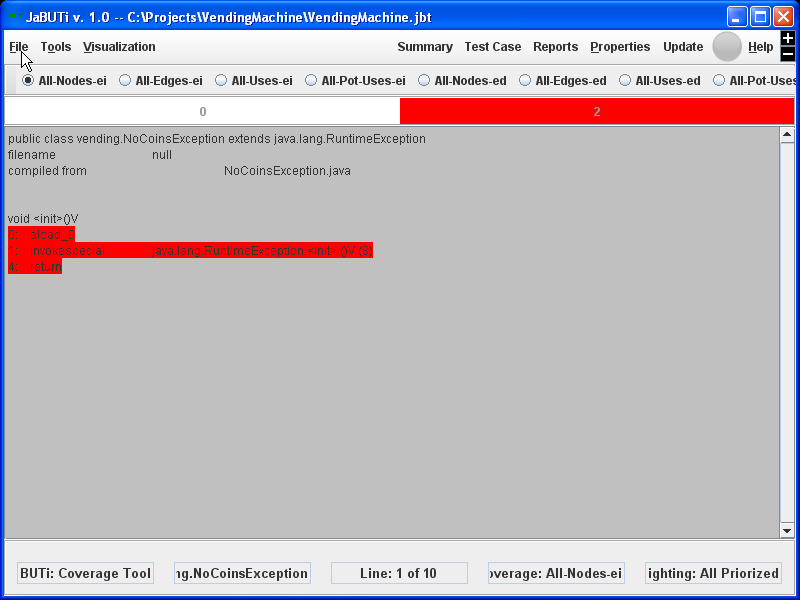 JaBUTi v. 1.0 -- C:\Projects\VendingMachine\VendingMachine.jbt
File Tools Visualization Summary Test Case Reports Properties Update Help
All-Nodes-ei All-Edges-ei All-Uses-ei All-Pot-Uses-ei All-Nodes-ed All-Edges-ed All-Uses-ed All-Pot-Uses
0 2
public class vending.NoCoinsException extends java.lang.RuntimeException
filename null
compiled from NoCoinsException.java
void <init>()V
0: aload_0
1: invokespecial java.lang.RuntimeException.<init> ()V (8)
4: return
BUTi: Coverage Tool ng.NoCoinsException Line: 1 of 10 overage: All-Nodes-ei ighting: All Priorized